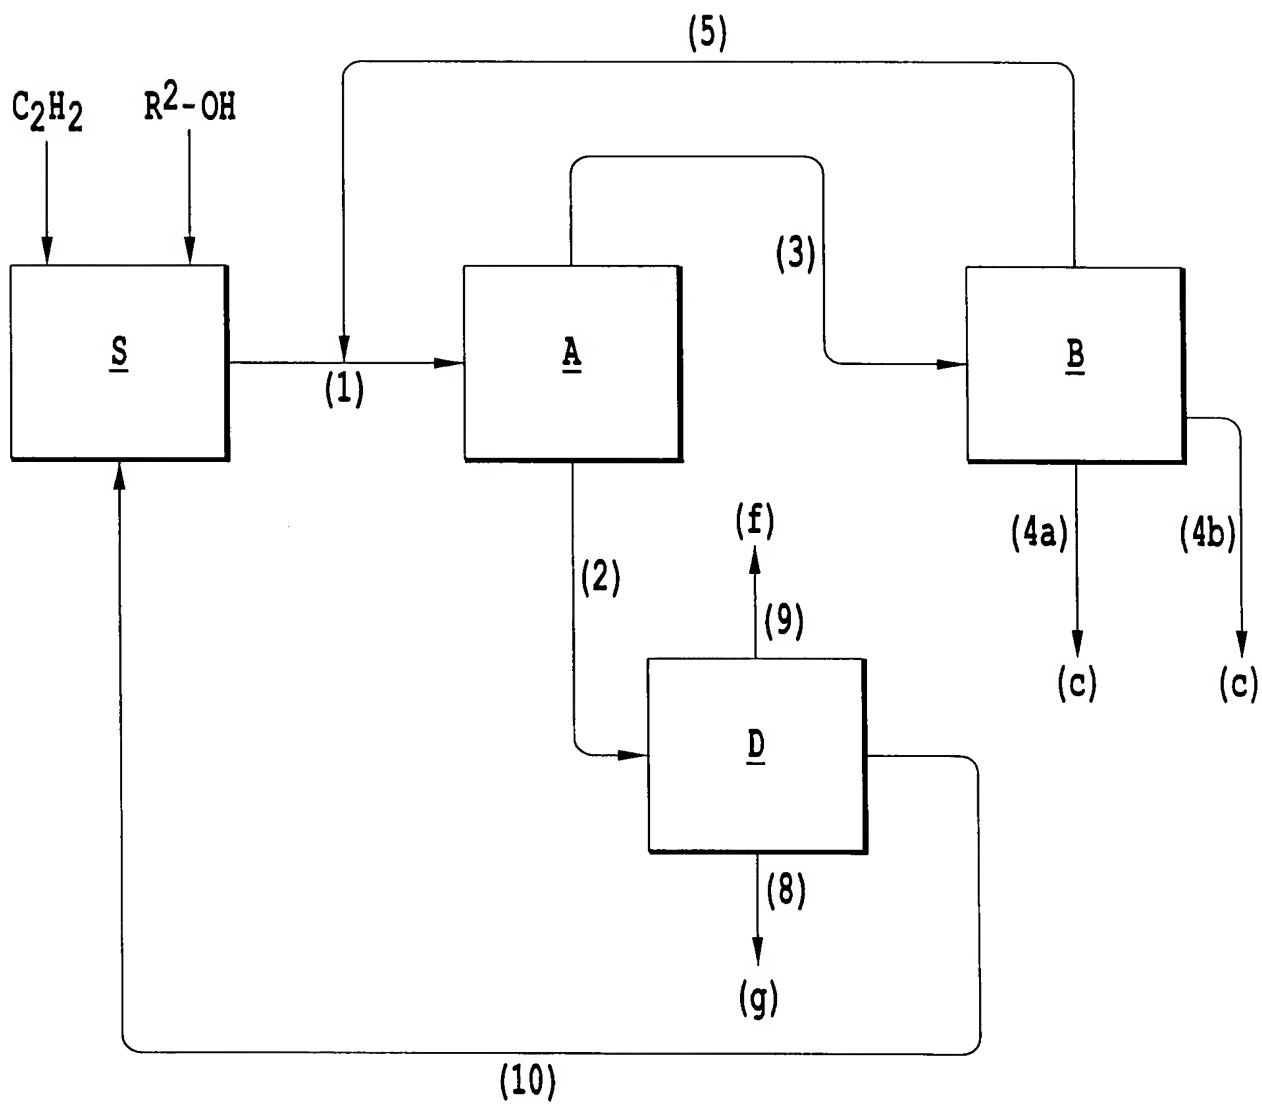 (5)
C2H2 R2-OH
(3)
S A B
(1)
(f) (4a) (4b)
(2)
(9)
(c) (c)
D
(8)
(g)
(10)